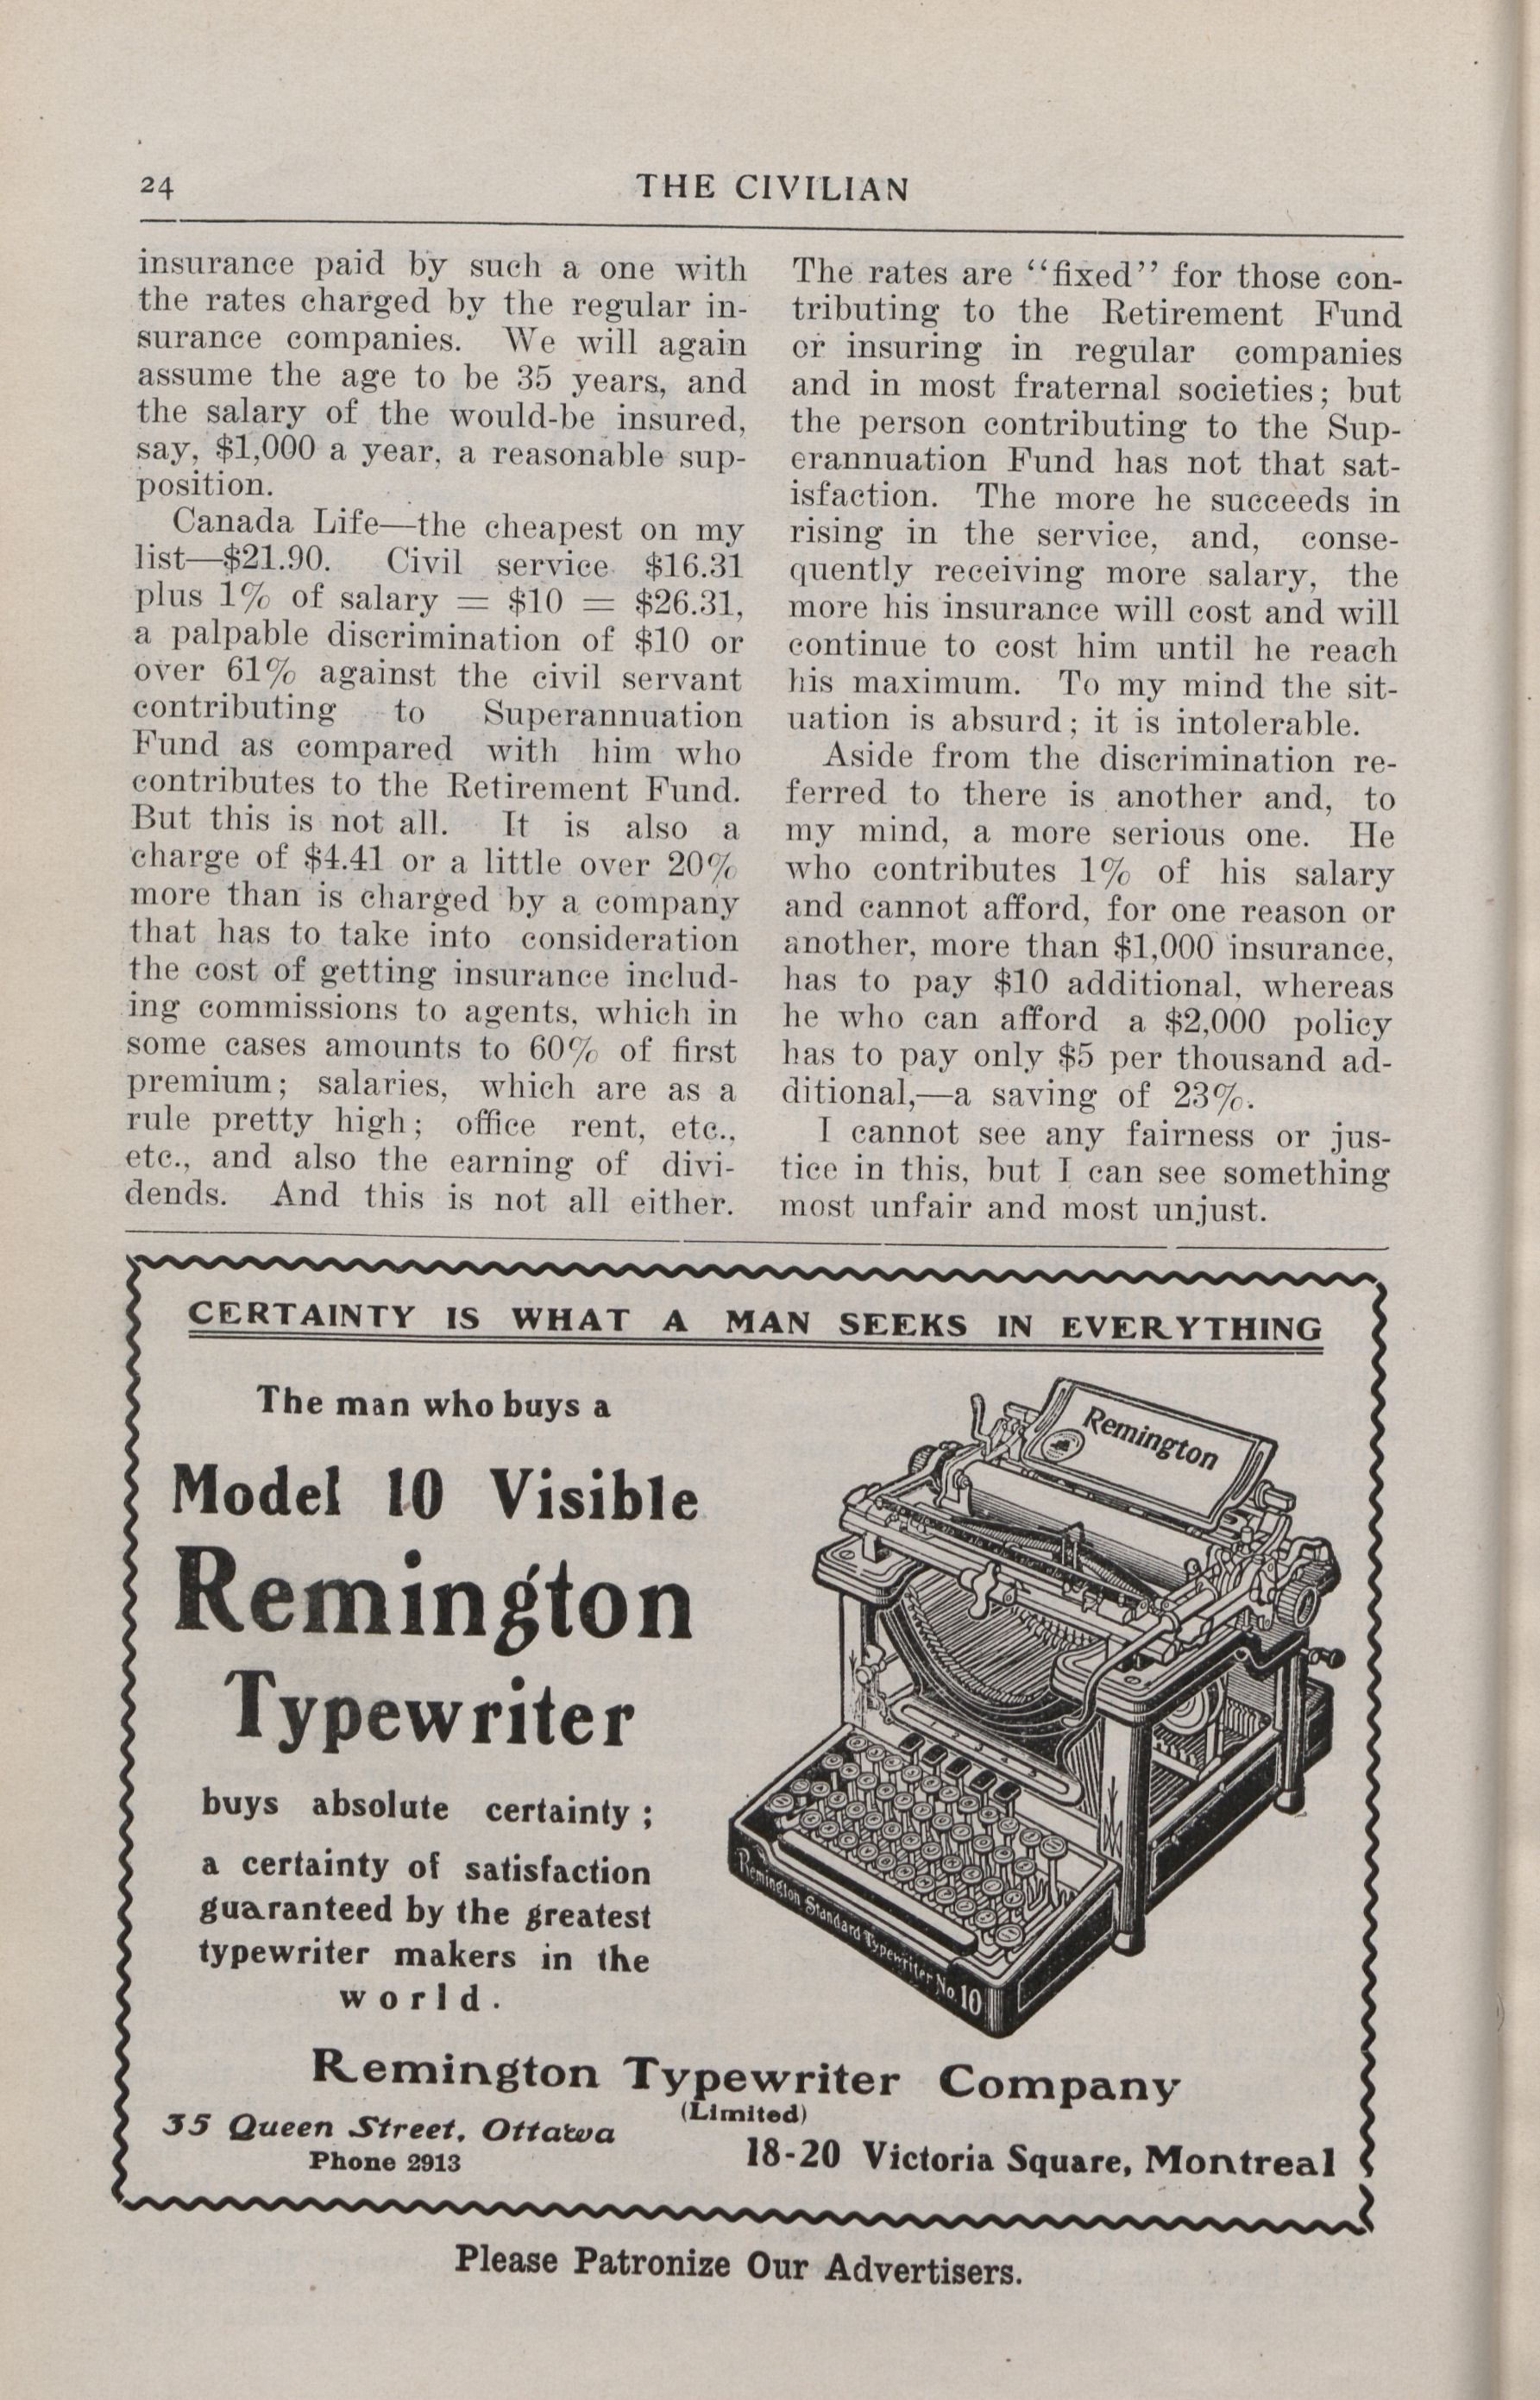 24
THE CIVILIAN
insurance paid by such a one with
the rates charged by the regular in-
surance companies. We will again
assume the age to be 35 years, and
the salary of the would-be insured,
say, $1,000 a year, a reasonable sup-
position.
Canada Life—the cheapest on my
list—$21.90. Civil service $16.31
plus 1% of salary = $10 = $26.31,
a palpable discrimination of $10 or
over 61% against the civil servant
contributing to Superannuation
Fund as compared with him who
contributes to the Retirement Fund.
But this is not all. It is also a
charge of $4.41 or a little over 20%
more than is charged by a company
that has to take into consideration
the cost of getting insurance includ-
ing commissions to agents, which in
some cases amounts to 60% of first
premium; salaries, which are as a
rule pretty high; office rent, etc.,
etc., and also the earning of divi-
dends. And this is not all either.
The rates are “fixed” for those con-
tributing to the Retirement Fund
or insuring in regular companies
and in most fraternal societies; but
the person contributing to the Sup-
erannuation Fund has not that sat-
isfaction. The more he succeeds in
rising in the service, and, conse-
quently receiving more salary, the
more his insurance will cost and will
continue to cost him until he reach
his maximum. To my mind the sit-
uation is absurd; it is intolerable.
Aside from the discrimination re-
ferred to there is another and, to
my mind, a more serious one. He
who contributes 1% of his salary
and cannot afford, for one reason or
another, more than $1,000 insurance,
has to pay $10 additional, whereas
he who can afford a $2,000 policy
has to pay only $5 per thousand ad-
ditional,—a saving of 23%.
I cannot see any fairness or jus-
tice in this, but I can see something
most unfair and most unjust.
CERTAINTY IS WHAT A MAN SEEKS IN EVERYTHING
The man who buys a
Model 10 Visible
Remington
Typewriter
buys absolute certainty;
a certainty of satisfaction
guaranteed by the greatest
typewriter makers in the
world.
Remington
Remington Standard Typewriter No. 10
Remington Typewriter Company
(Limited)
35 Queen Street, Ottawa
Phone 2913
18-20 Victoria Square, Montreal
Please Patronize Our Advertisers.